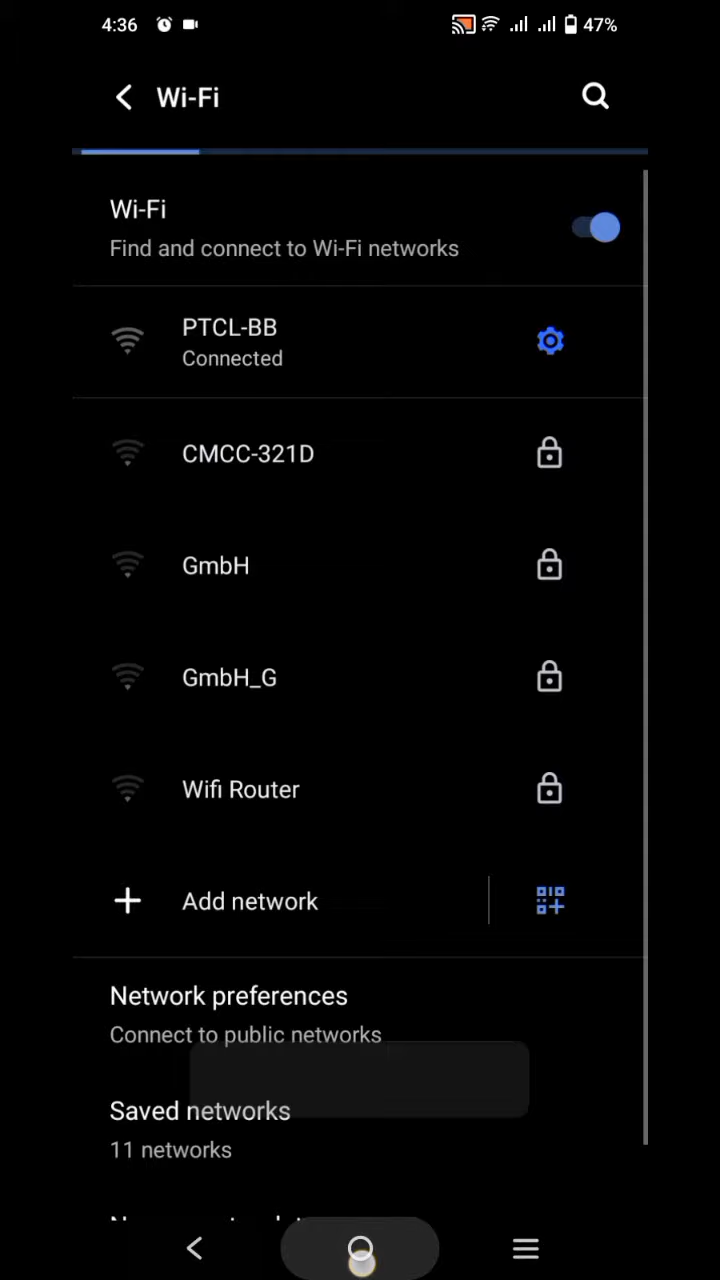 4:36 47%
Wi-Fi
Wi-Fi
Find and connect to Wi-Fi networks
PTCL-BB
Connected
CMCC-321D
GmbH
GmbH_G
Wifi Router
Add network
Network preferences
Connect to public networks
Saved networks
11 networks